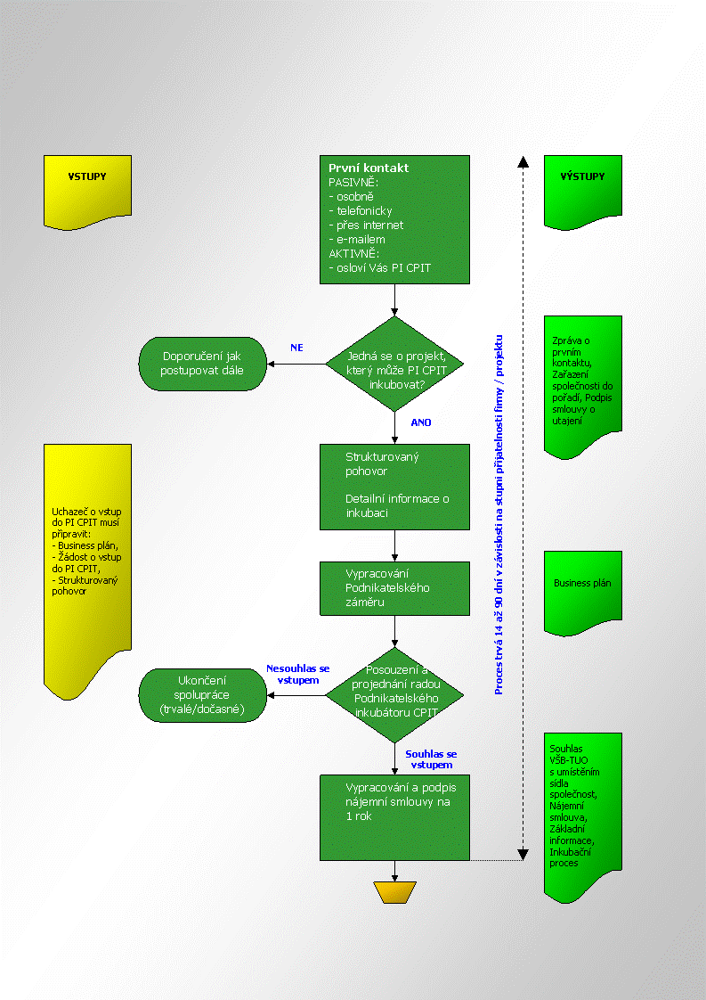 VSTUPY
První kontakt
PASIVNĚ:
- osobně
- telefonicky
- přes internet
- e-mailem
AKTIVNĚ:
- osloví Vás PI CPIT
VÝSTUPY
Jedná se o projekt,
který může PI CPIT
inkubovat?
NE
Doporučení jak
postupovat dále
ANO
Zpráva o
prvním
kontaktu,
Zařazení
společnosti do
pořadí, Podpis
smlouvy o
utajení
Strukturovaný
pohovor
Detailní informace o
inkubaci
Uchazeč o vstup
do PI CPIT musí
připravit:
- Business plán,
- Žádost o vstup
do PI CPIT,
- Strukturovaný
pohovor
Vypracování
Podnikatelského
záměru
Business plán
Proces trvá 14 až 90 dní v závislosti na stupni přijatelnosti firmy / projektu
Posouzení a
projednání radou
Podnikatelského
inkubátoru CPIT
Nesouhlas se
vstupem
Ukončení
spolupráce
(trvalé/dočasné)
Souhlas se
vstupem
Vypracování a podpis
nájemní smlouvy na
1 rok
Souhlas
VŠB-TUO
s umístěním
sídla
společnost,
Nájemní
smlouva,
Základní
informace,
Inkubační
proces